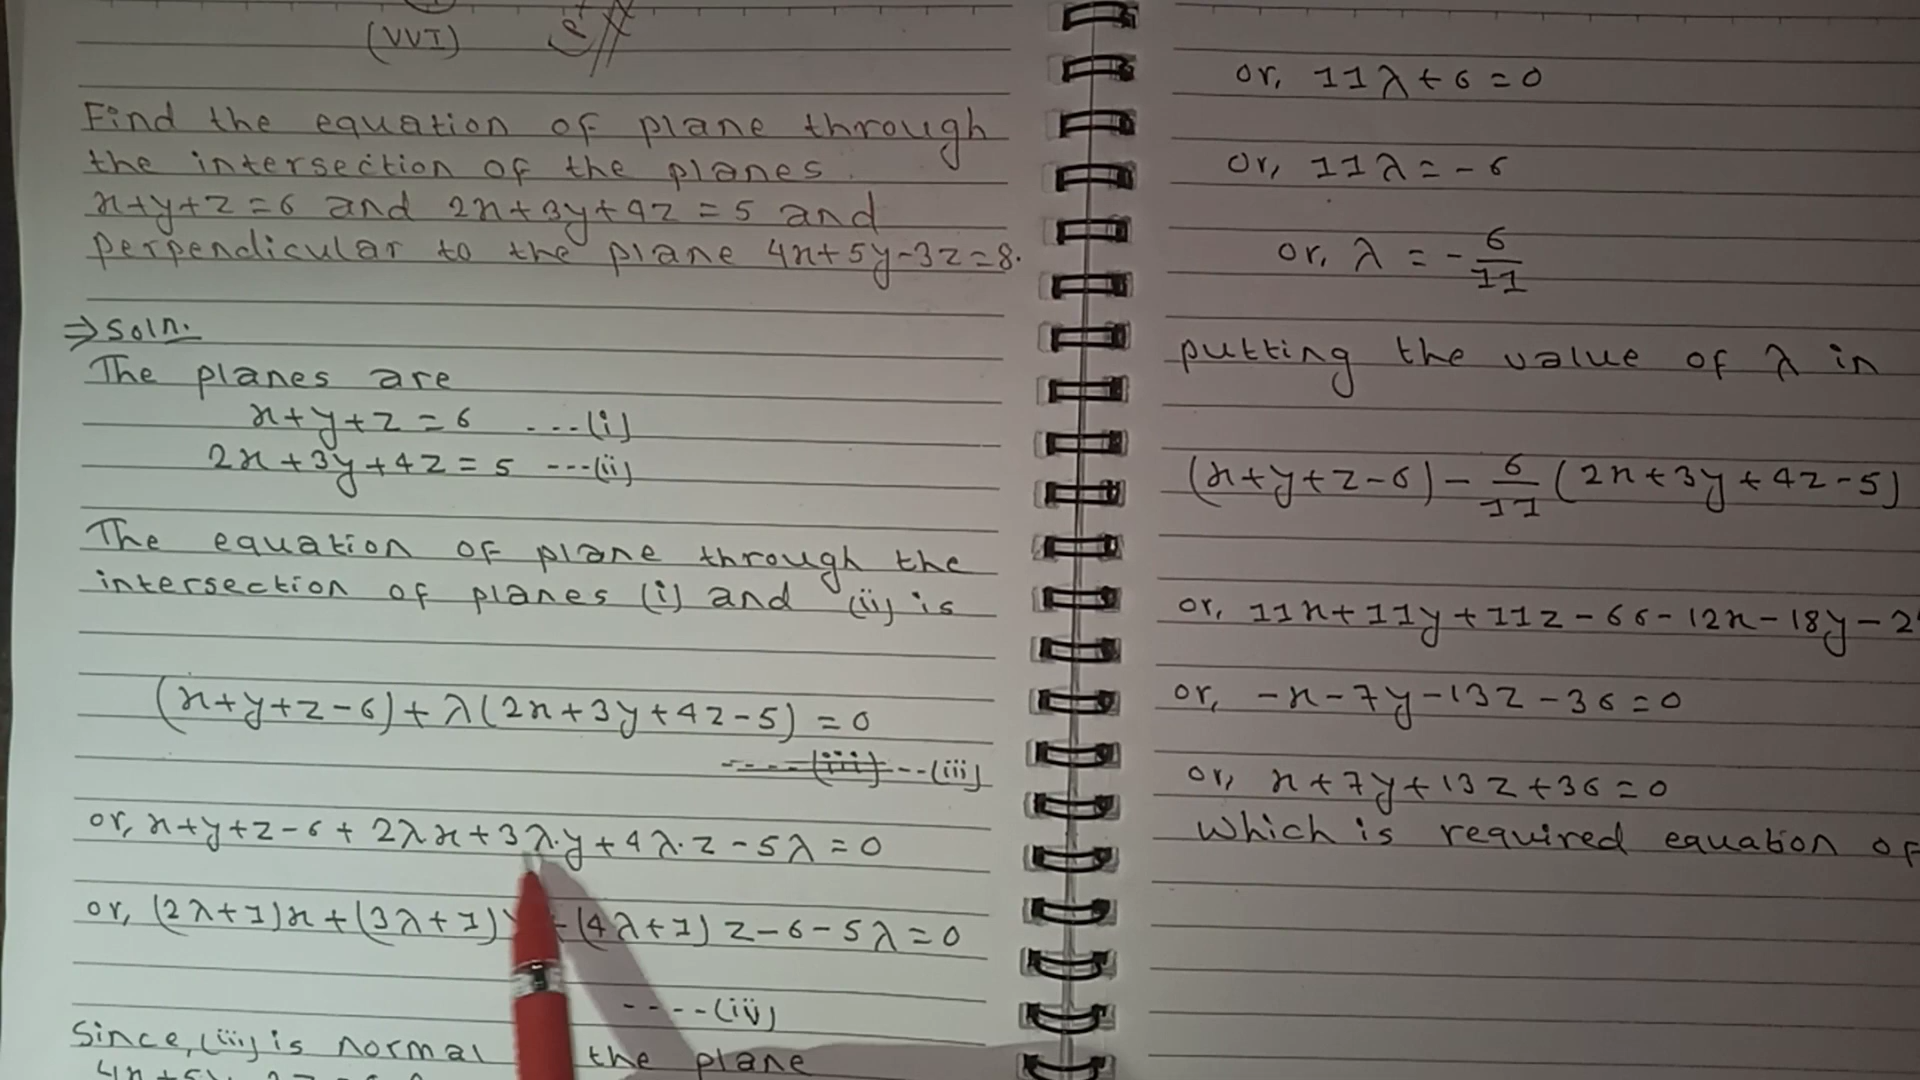 (VVI)
Find the equation of plane through
the intersection of the planes
x+y+z=6 and 2x+3y+4z=5 and
perpendicular to the plane 4x+5y-3z=8.
⇒ Soln.
The planes are
x+y+z=6 ---(i)
2x+3y+4z=5 ---(ii)
The equation of plane through the
intersection of planes (i) and (ii) is
(x+y+z-6)+λ(2x+3y+4z-5)=0
----(iii)--(iii)
or, x+y+z-6+2λx+3λ.y+4λ.z-5λ=0
or, (2λ+1)x+(3λ+1) + (4λ+1) z-6-5λ=0
----(iv)
Since, (iii) is normal the plane
or, 11λ+6=0
or, 11λ=-6
or, λ=-6/11
putting the value of λ in
(x+y+z-6)-6/11(2x+3y+4z-5)
or, 11x+11y+11z-66-12x-18y-2
or, -x-7y-13z-36=0
or, x+7y+13z+36=0
Which is required equation of